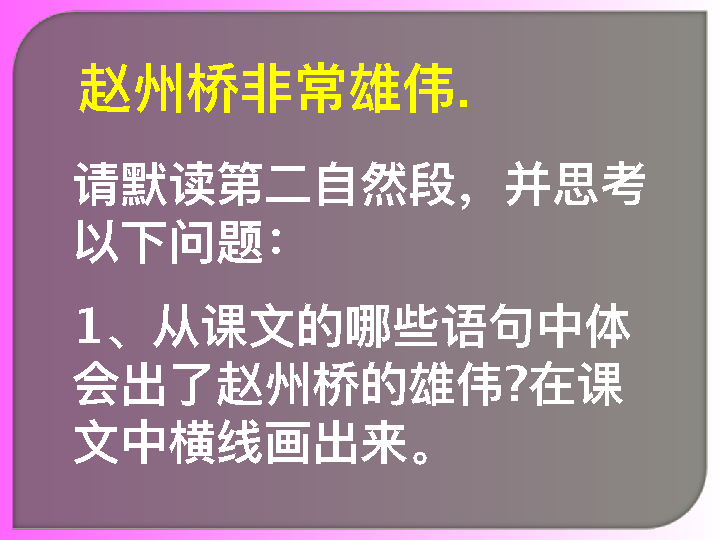 赵州桥非常雄伟.
请默读第二自然段，并思考
以下问题：
1、从课文的哪些语句中体
会出了赵州桥的雄伟?在课
文中横线画出来。